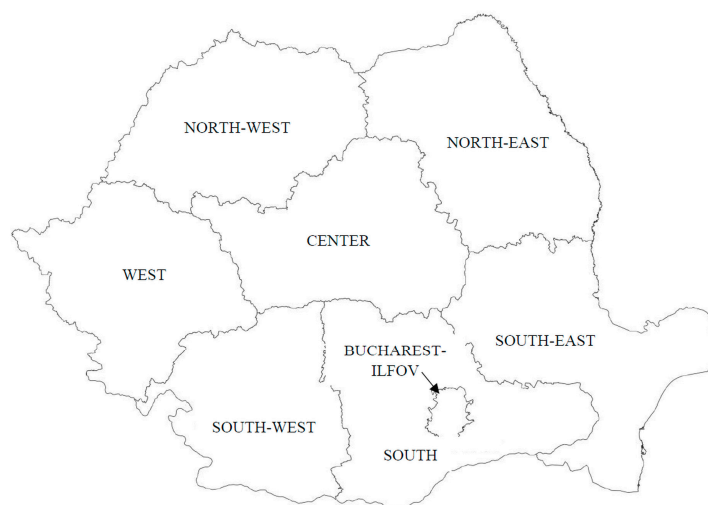 NORTH-WEST
NORTH-EAST
CENTER
WEST
SOUTH-EAST
BUCHAREST-
ILFOV
SOUTH-WEST
SOUTH